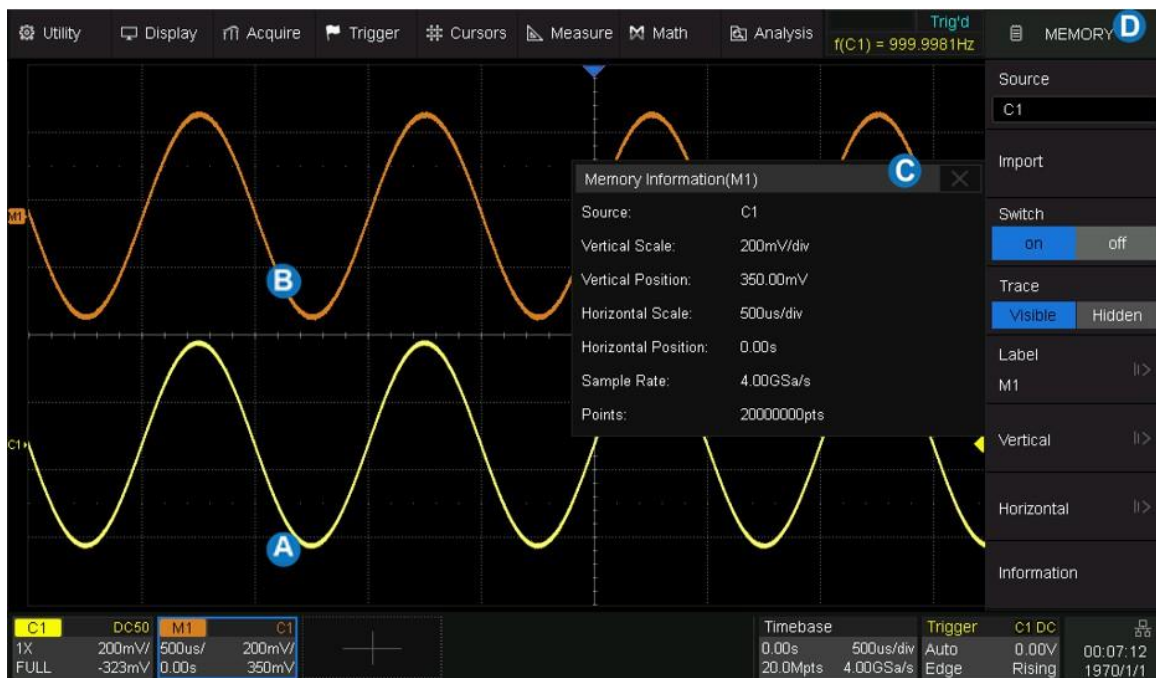 Utility Display Acquire Trigger Cursors Measure Math Analysis
Trig'd
f(C1) = 999.9981Hz
MEMORY
D
Source
C1
Import
Switch
on off
Trace
Visible Hidden
Label
M1
Vertical
Horizontal
Information
M1
B
C1
A
C
Memory Information(M1)
Source: C1
Vertical Scale: 200mV/div
Vertical Position: 350.00mV
Horizontal Scale: 500us/div
Horizontal Position: 0.00s
Sample Rate: 4.00GSa/s
Points: 20000000pts
C1 DC50
1X 200mV/
FULL -323mV
M1 C1
500us/ 200mV/
0.00s 350mV
Timebase
0.00s 500us/div
20.0Mpts 4.00GSa/s
Trigger C1 DC
Auto 0.00V
Edge Rising
00:07:12
1970/1/1